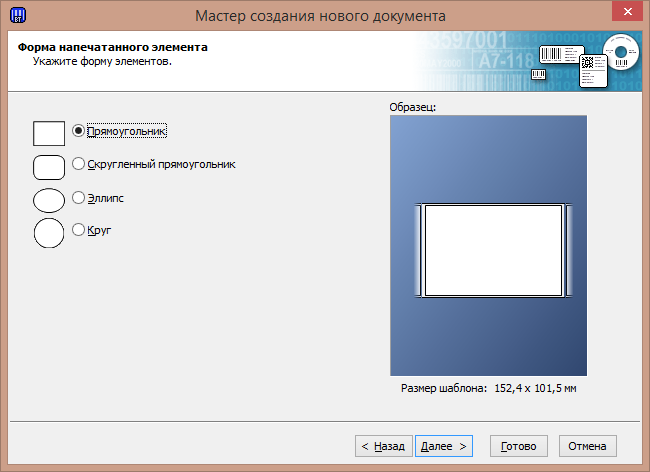 Мастер создания нового документа
Форма напечатанного элемента
Укажите форму элементов.
3597001
A7-118
Образец:
Прямоугольник
Скругленный прямоугольник
Эллипс
Круг
Размер шаблона: 152,4 x 101,5 мм
< Назад
Далее >
Готово
Отмена